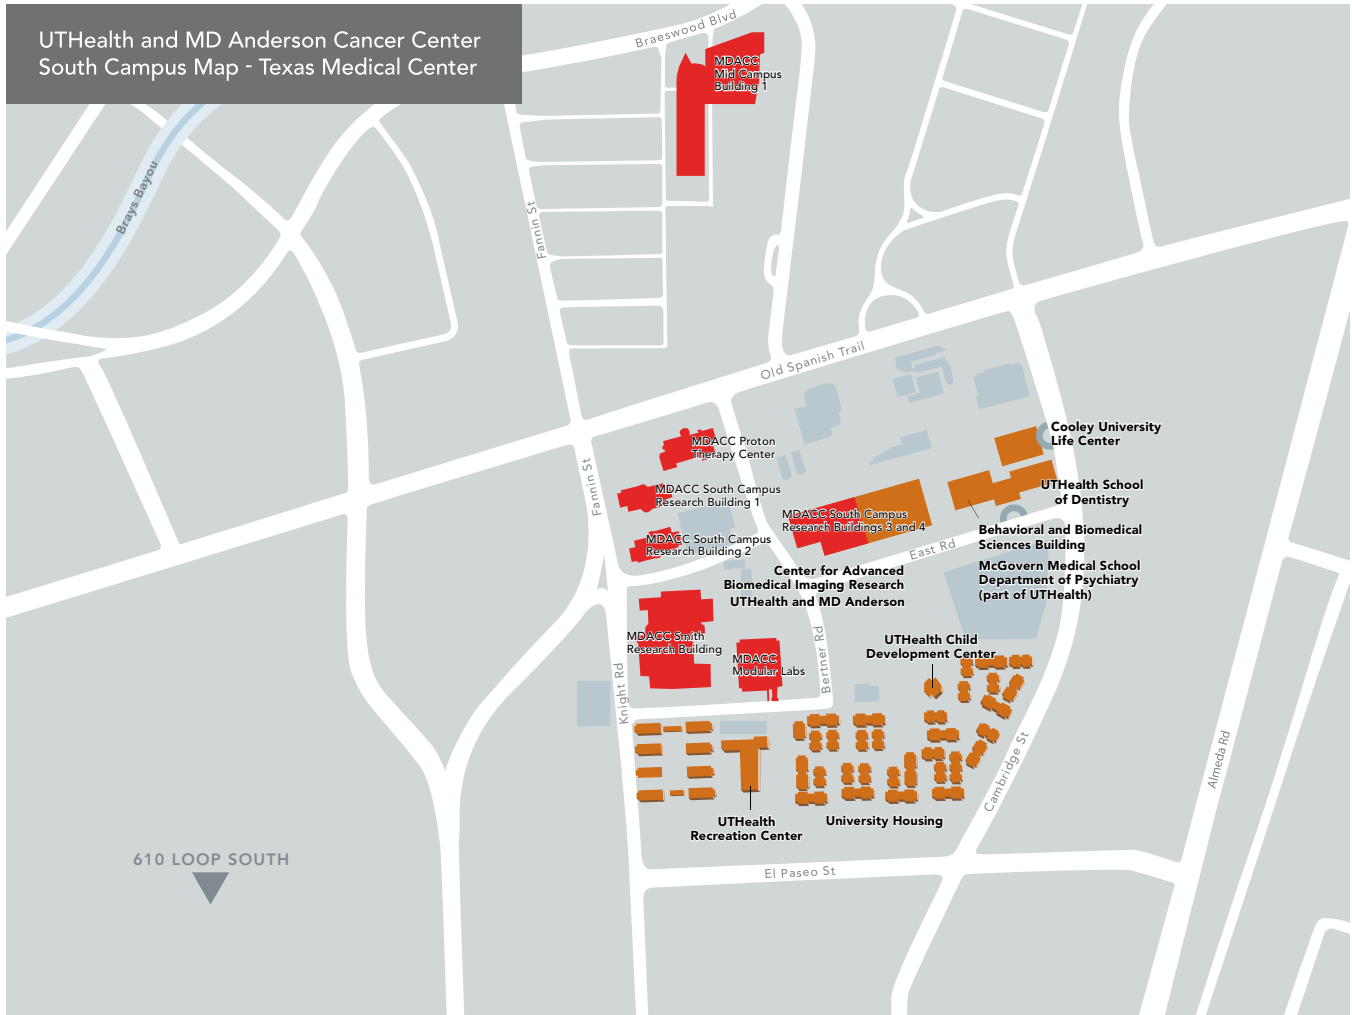 UTHealth and MD Anderson Cancer Center
South Campus Map - Texas Medical Center
Braeswood Blvd
MDACC
Mid Campus
Building 1
Brays Bayou
Fannin St
Old Spanish Trail
Cooley University
Life Center
MDACC Proton
Therapy Center
Fannin St
MDACC South Campus
Research Building 1
UTHealth School
of Dentistry
MDACC South Campus
Research Buildings 3 and 4
MDACC South Campus
Research Building 2
East Rd
Behavioral and Biomedical
Sciences Building
McGovern Medical School
Department of Psychiatry
(part of UTHealth)
Center for Advanced
Biomedical Imaging Research
UTHealth and MD Anderson
MDACC Smith
Research Building
MDACC
Modular Labs
Bertner Rd
UTHealth Child
Development Center
Knight Rd
Cambridge St
Almeda Rd
UTHealth
Recreation Center
University Housing
610 LOOP SOUTH
El Paseo St